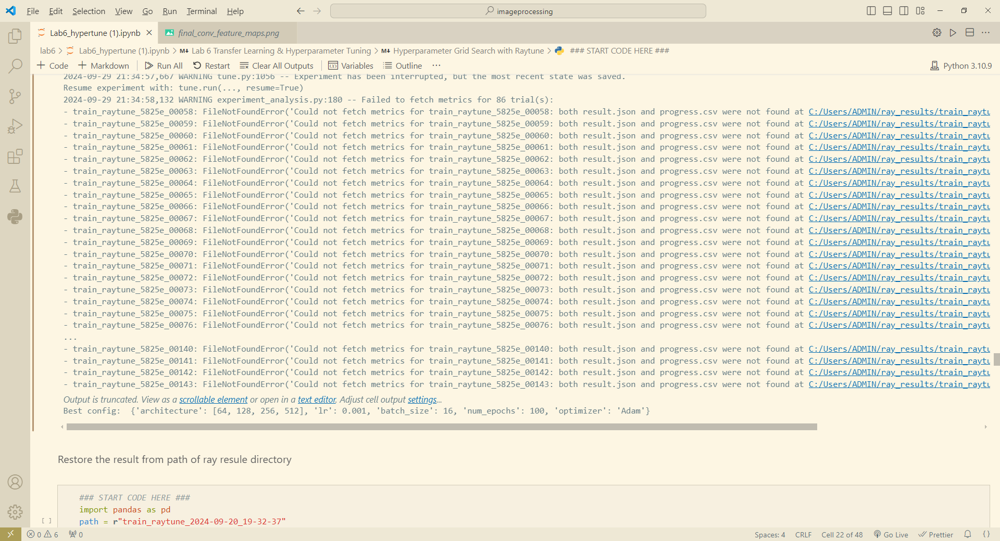 File Edit Selection View Go Run Terminal Help
imageprocessing
Lab6_hypertune (1).ipynb
final_conv_feature_maps.png
lab6 > Lab6_hypertune (1).ipynb > M↓ Lab 6 Transfer Learning & Hyperparameter Tuning > M↓ Hyperparameter Grid Search with Raytune > ### START CODE HERE ###
+ Code + Markdown Run All Restart Clear All Outputs Variables Outline ...
Python 3.10.9
2024-09-29 21:34:57,667 WARNING tune.py:1056 -- Experiment has been interrupted, but the most recent state was saved.
Resume experiment with: tune.run(..., resume=True)
2024-09-29 21:34:58,132 WARNING experiment_analysis.py:180 -- Failed to fetch metrics for 86 trial(s):
- train_raytune_5825e_00058: FileNotFoundError('Could not fetch metrics for train_raytune_5825e_00058: both result.json and progress.csv were not found at C:/Users/ADMIN/ray_results/train_raytu
- train_raytune_5825e_00059: FileNotFoundError('Could not fetch metrics for train_raytune_5825e_00059: both result.json and progress.csv were not found at C:/Users/ADMIN/ray_results/train_raytu
- train_raytune_5825e_00060: FileNotFoundError('Could not fetch metrics for train_raytune_5825e_00060: both result.json and progress.csv were not found at C:/Users/ADMIN/ray_results/train_raytu
- train_raytune_5825e_00061: FileNotFoundError('Could not fetch metrics for train_raytune_5825e_00061: both result.json and progress.csv were not found at C:/Users/ADMIN/ray_results/train_raytu
- train_raytune_5825e_00062: FileNotFoundError('Could not fetch metrics for train_raytune_5825e_00062: both result.json and progress.csv were not found at C:/Users/ADMIN/ray_results/train_raytu
- train_raytune_5825e_00063: FileNotFoundError('Could not fetch metrics for train_raytune_5825e_00063: both result.json and progress.csv were not found at C:/Users/ADMIN/ray_results/train_raytu
- train_raytune_5825e_00064: FileNotFoundError('Could not fetch metrics for train_raytune_5825e_00064: both result.json and progress.csv were not found at C:/Users/ADMIN/ray_results/train_raytu
- train_raytune_5825e_00065: FileNotFoundError('Could not fetch metrics for train_raytune_5825e_00065: both result.json and progress.csv were not found at C:/Users/ADMIN/ray_results/train_raytu
- train_raytune_5825e_00066: FileNotFoundError('Could not fetch metrics for train_raytune_5825e_00066: both result.json and progress.csv were not found at C:/Users/ADMIN/ray_results/train_raytu
- train_raytune_5825e_00067: FileNotFoundError('Could not fetch metrics for train_raytune_5825e_00067: both result.json and progress.csv were not found at C:/Users/ADMIN/ray_results/train_raytu
- train_raytune_5825e_00068: FileNotFoundError('Could not fetch metrics for train_raytune_5825e_00068: both result.json and progress.csv were not found at C:/Users/ADMIN/ray_results/train_raytu
- train_raytune_5825e_00069: FileNotFoundError('Could not fetch metrics for train_raytune_5825e_00069: both result.json and progress.csv were not found at C:/Users/ADMIN/ray_results/train_raytu
- train_raytune_5825e_00070: FileNotFoundError('Could not fetch metrics for train_raytune_5825e_00070: both result.json and progress.csv were not found at C:/Users/ADMIN/ray_results/train_raytu
- train_raytune_5825e_00071: FileNotFoundError('Could not fetch metrics for train_raytune_5825e_00071: both result.json and progress.csv were not found at C:/Users/ADMIN/ray_results/train_raytu
- train_raytune_5825e_00072: FileNotFoundError('Could not fetch metrics for train_raytune_5825e_00072: both result.json and progress.csv were not found at C:/Users/ADMIN/ray_results/train_raytu
- train_raytune_5825e_00073: FileNotFoundError('Could not fetch metrics for train_raytune_5825e_00073: both result.json and progress.csv were not found at C:/Users/ADMIN/ray_results/train_raytu
- train_raytune_5825e_00074: FileNotFoundError('Could not fetch metrics for train_raytune_5825e_00074: both result.json and progress.csv were not found at C:/Users/ADMIN/ray_results/train_raytu
- train_raytune_5825e_00075: FileNotFoundError('Could not fetch metrics for train_raytune_5825e_00075: both result.json and progress.csv were not found at C:/Users/ADMIN/ray_results/train_raytu
- train_raytune_5825e_00076: FileNotFoundError('Could not fetch metrics for train_raytune_5825e_00076: both result.json and progress.csv were not found at C:/Users/ADMIN/ray_results/train_raytu
...
- train_raytune_5825e_00140: FileNotFoundError('Could not fetch metrics for train_raytune_5825e_00140: both result.json and progress.csv were not found at C:/Users/ADMIN/ray_results/train_raytu
- train_raytune_5825e_00141: FileNotFoundError('Could not fetch metrics for train_raytune_5825e_00141: both result.json and progress.csv were not found at C:/Users/ADMIN/ray_results/train_raytu
- train_raytune_5825e_00142: FileNotFoundError('Could not fetch metrics for train_raytune_5825e_00142: both result.json and progress.csv were not found at C:/Users/ADMIN/ray_results/train_raytu
- train_raytune_5825e_00143: FileNotFoundError('Could not fetch metrics for train_raytune_5825e_00143: both result.json and progress.csv were not found at C:/Users/ADMIN/ray_results/train_raytu
Output is truncated. View as a scrollable element or open in a text editor. Adjust cell output settings...
Best config:  {'architecture': [64, 128, 256, 512], 'lr': 0.001, 'batch_size': 16, 'num_epochs': 100, 'optimizer': 'Adam'}
Restore the result from path of ray resule directory
### START CODE HERE ###
import pandas as pd
[ ] path = r"train_raytune_2024-09-20_19-32-37"
0 6 0 Spaces: 4 CRLF Cell 22 of 48 Go Live Prettier {}